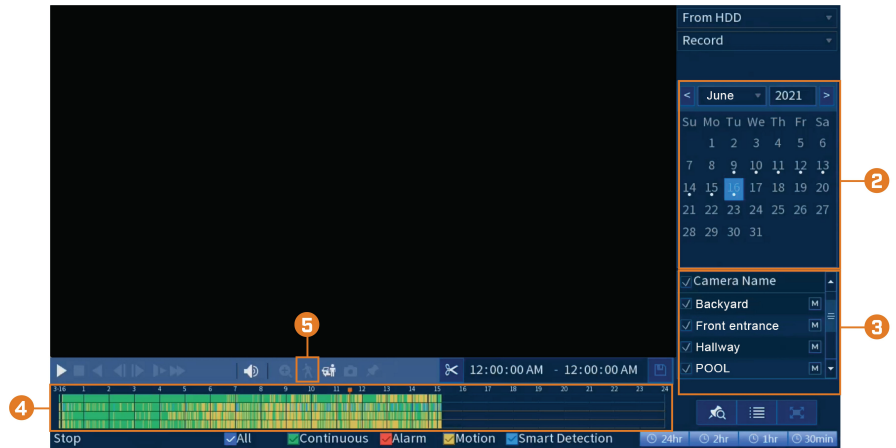 From HDD
Record
< June 2021 >
Su Mo Tu We Th Fr Sa
1 2 3 4 5 6
7 8 9 10 11 12 13
14 15 16 17 18 19 20
21 22 23 24 25 26 27
28 29 30 31
2
Camera Name
Backyard M
Front entrance M
Hallway M
POOL M
3
5
12:00:00 AM - 12:00:00 AM
3-16 1 2 3 4 5 6 7 8 9 10 11 12 13 14 15 16 17 18 19 20 21 22 23 24
4
Stop All Continuous Alarm Motion Smart Detection 24hr 2hr 1hr 30min